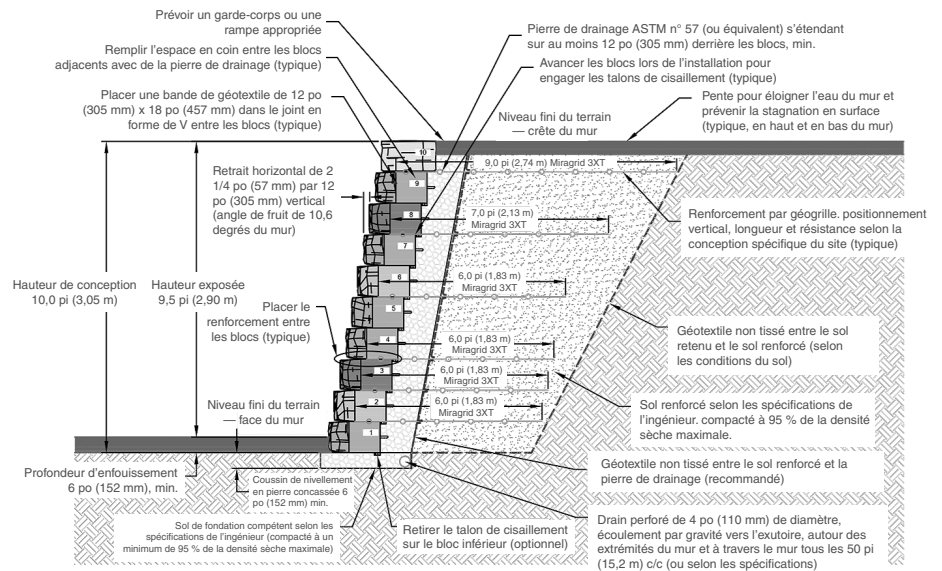 Prévoir un garde-corps ou une
rampe appropriée
Remplir l'espace en coin entre les blocs
adjacents avec de la pierre de drainage (typique)
Placer une bande de géotextile de 12 po
(305 mm) x 18 po (457 mm) dans le joint en
forme de V entre les blocs (typique)
Pierre de drainage ASTM n° 57 (ou équivalent) s'étendant
sur au moins 12 po (305 mm) derrière les blocs, min.
Avancer les blocs lors de l'installation pour
engager les talons de cisaillement (typique)
Niveau fini du terrain
— crête du mur
Pente pour éloigner l'eau du mur et
prévenir la stagnation en surface
(typique, en haut et en bas du mur)
Retrait horizontal de 2
1/4 po (57 mm) par 12
po (305 mm) vertical
(angle de fruit de 10,6
degrés du mur)
10
9,0 pi (2,74 m) Miragrid 3XT
9
8
7,0 pi (2,13 m)
Miragrid 3XT
7
Renforcement par géogrille. positionnement
vertical, longueur et résistance selon la
conception spécifique du site (typique)
Hauteur de conception
10,0 pi (3,05 m)
Hauteur exposée
9,5 pi (2,90 m)
6
6,0 pi (1,83 m)
Miragrid 3XT
5
Placer le
renforcement entre
les blocs (typique)
4
6,0 pi (1,83 m)
Miragrid 3XT
Géotextile non tissé entre le sol
retenu et le sol renforcé (selon
les conditions du sol)
3
6,0 pi (1,83 m)
Miragrid 3XT
Niveau fini du terrain
— face du mur
2
6,0 pi (1,83 m)
Miragrid 3XT
1
Sol renforcé selon les spécifications de
l'ingénieur. compacté à 95 % de la densité
sèche maximale.
Profondeur d'enfouissement
6 po (152 mm), min.
Coussin de nivellement
en pierre concassée 6
po (152 mm) min.
Géotextile non tissé entre le sol renforcé et la
pierre de drainage (recommandé)
Sol de fondation compétent selon les
spécifications de l'ingénieur (compacté à un
minimum de 95 % de la densité sèche maximale)
Retirer le talon de cisaillement
sur le bloc inférieur (optionnel)
Drain perforé de 4 po (110 mm) de diamètre,
écoulement par gravité vers l'exutoire, autour des
extrémités du mur et à travers le mur tous les 50 pi
(15,2 m) c/c (ou selon les spécifications)